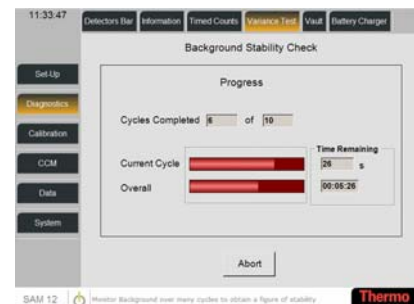 11:33:47
Detectors Bar Information Timed Counts Variance Test Vault Battery Charger
Background Stability Check
Set-Up
Progress
Diagnostics
Cycles Completed 6 of 10
Calibration
Time Remaining
CCM
Current Cycle 26 s
Data
Overall 00:05:26
System
Abort
SAM 12 Monitor Background over many cycles to obtain a figure of stability Thermo